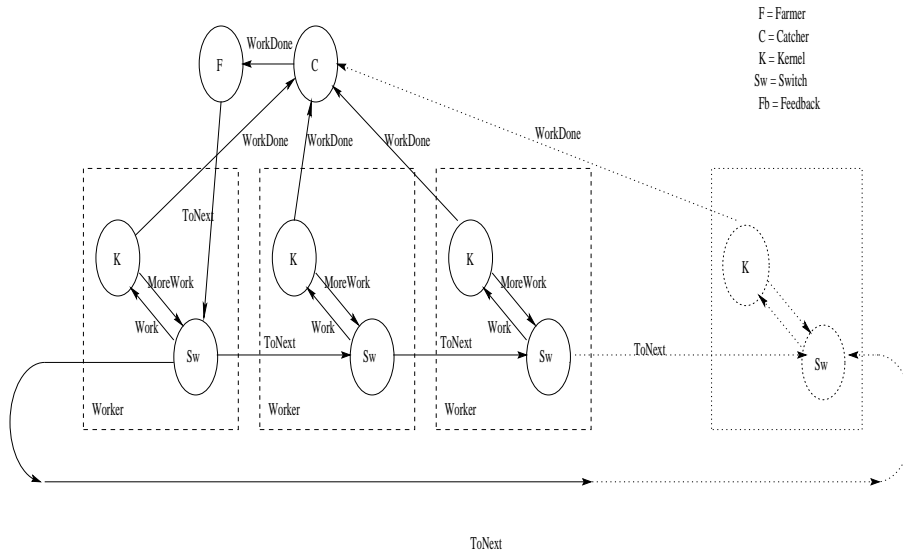 F = Farmer
C = Catcher
K = Kernel
Sw = Switch
Fb = Feedback
WorkDone
F
C
WorkDone
WorkDone
WorkDone
WorkDone
ToNext
K
MoreWork
Work
Sw
Worker
K
MoreWork
Work
Sw
Worker
K
MoreWork
Work
Sw
Worker
K
Sw
ToNext
ToNext
ToNext
ToNext